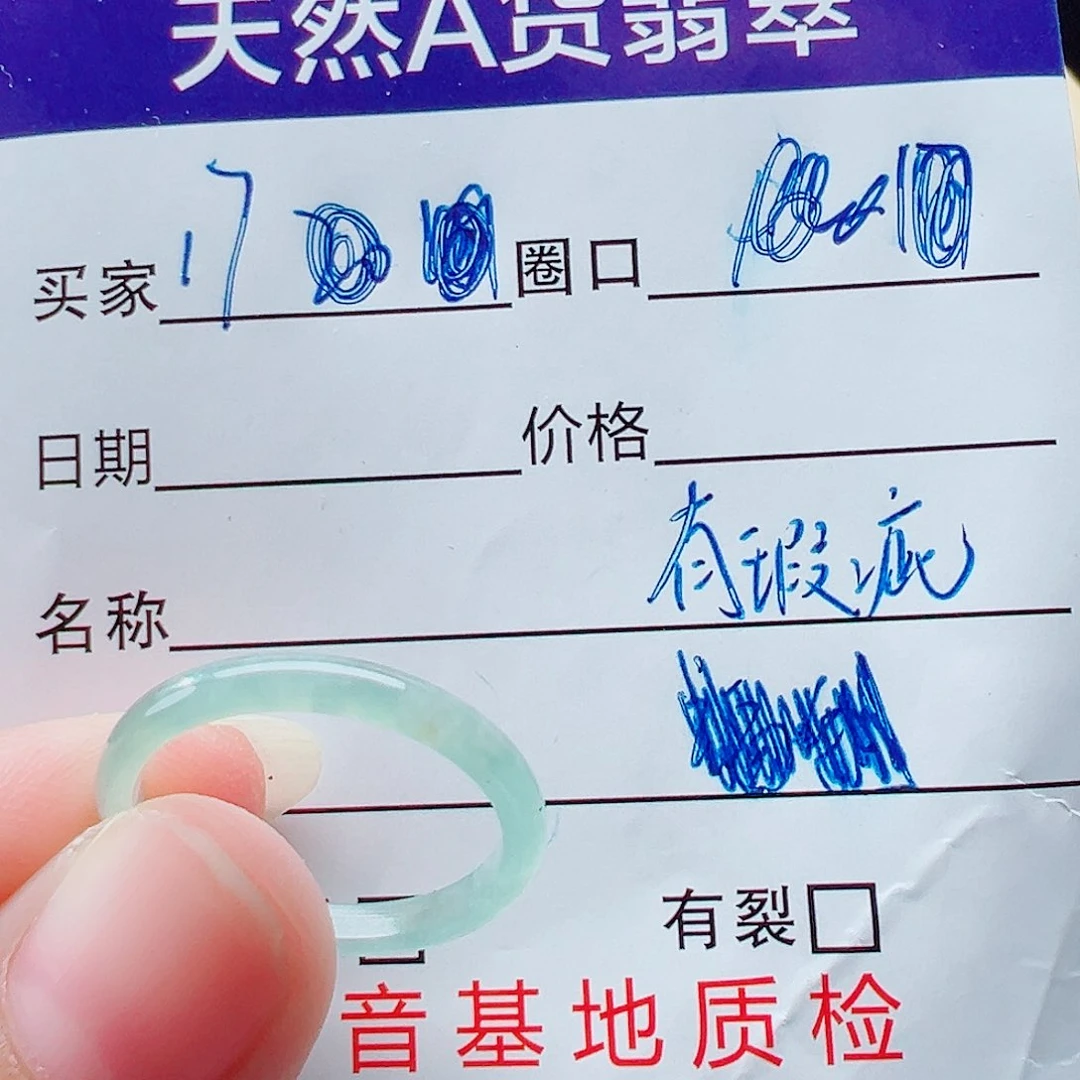 天然A货翡翠
买家 17 圈口
日期 价格
名称 有瑕疵
有裂
音基地质检